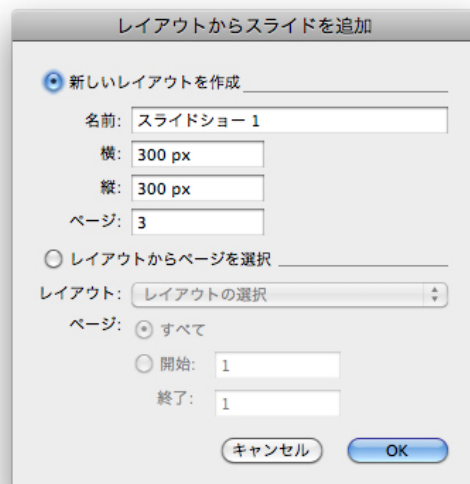 レイアウトからスライドを追加
新しいレイアウトを作成
名前: スライドショー 1
横: 300 px
縦: 300 px
ページ: 3
レイアウトからページを選択
レイアウト: レイアウトの選択
ページ: すべて
開始: 1
終了: 1
キャンセル OK